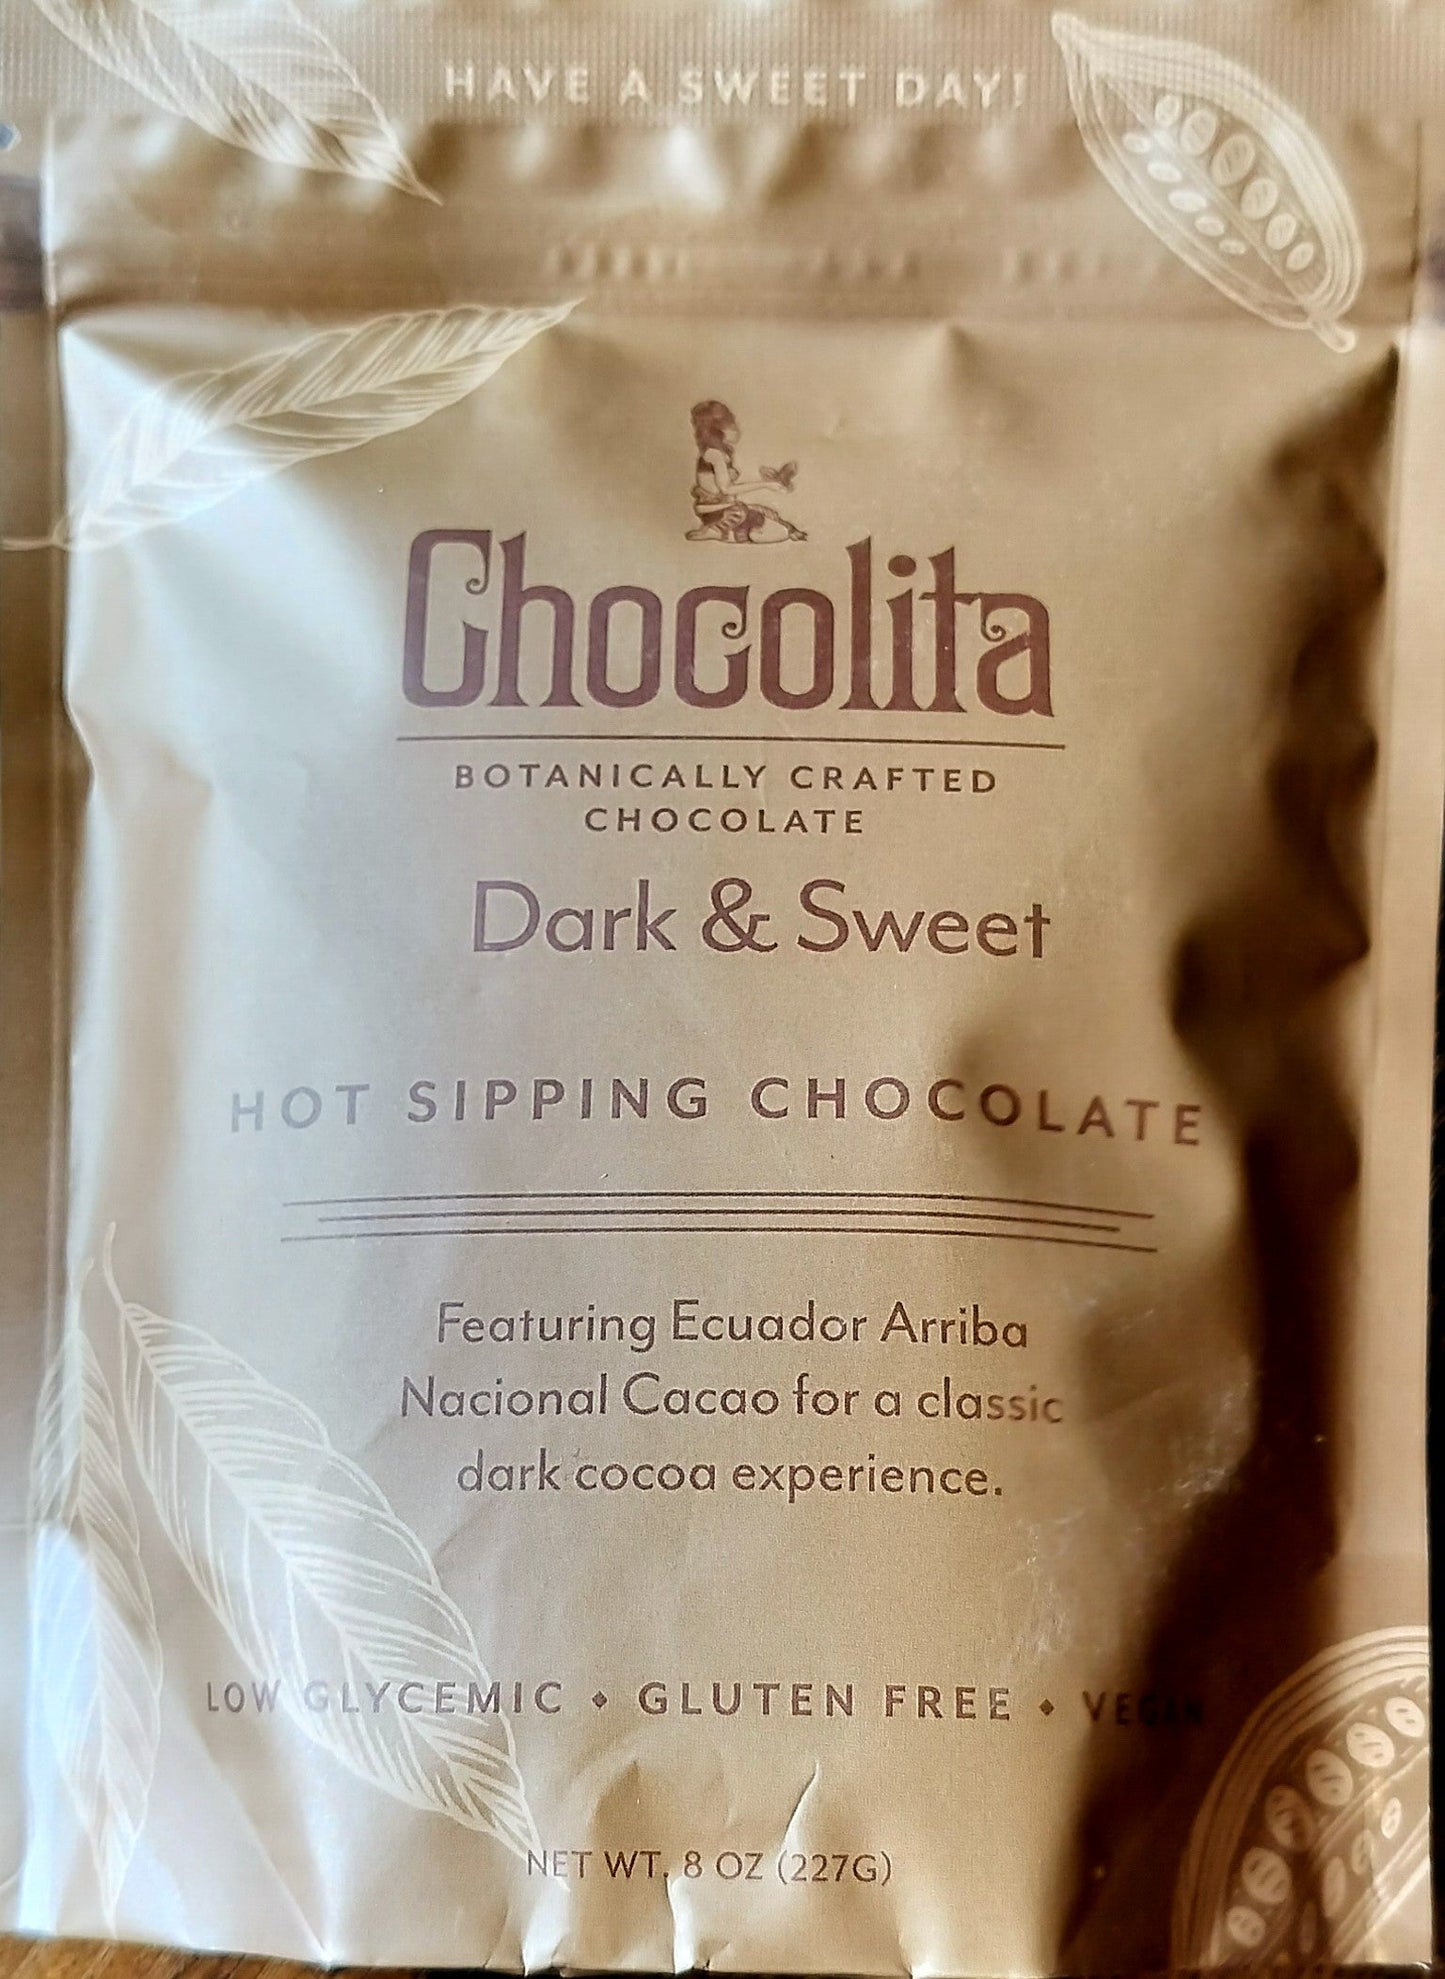 HAVE A SWEET DAY!
Chocolita
BOTANICALLY CRAFTED
CHOCOLATE
Dark & Sweet
HOT SIPPING CHOCOLATE
Featuring Ecuador Arriba
Nacional Cacao for a classic
dark cocoa experience.
LOW GLYCEMIC • GLUTEN FREE • VEGAN
NET WT. 8 OZ (227G)